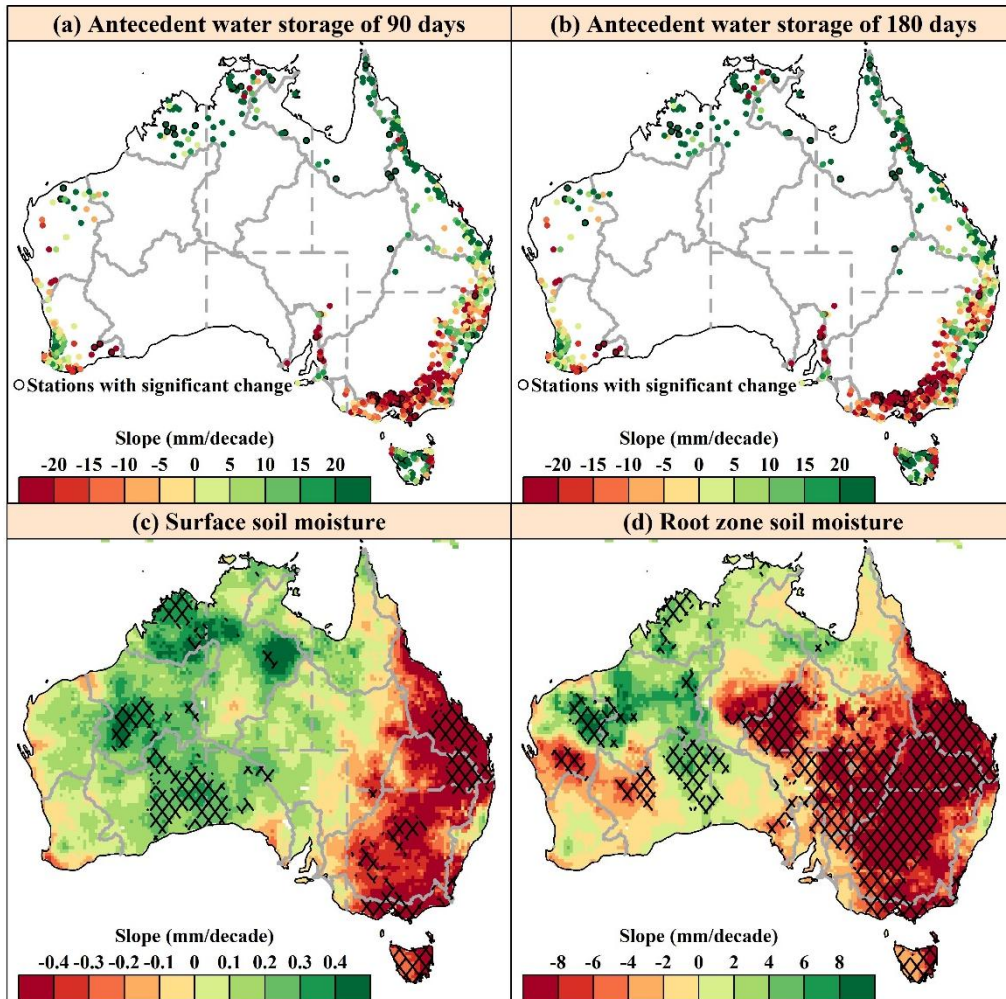 (a) Antecedent water storage of 90 days
(b) Antecedent water storage of 180 days
Stations with significant change
Slope (mm/decade)
-20 -15 -10 -5 0 5 10 15 20
Stations with significant change
Slope (mm/decade)
-20 -15 -10 -5 0 5 10 15 20
(c) Surface soil moisture
(d) Root zone soil moisture
Slope (mm/decade)
-0.4 -0.3 -0.2 -0.1 0 0.1 0.2 0.3 0.4
Slope (mm/decade)
-8 -6 -4 -2 0 2 4 6 8